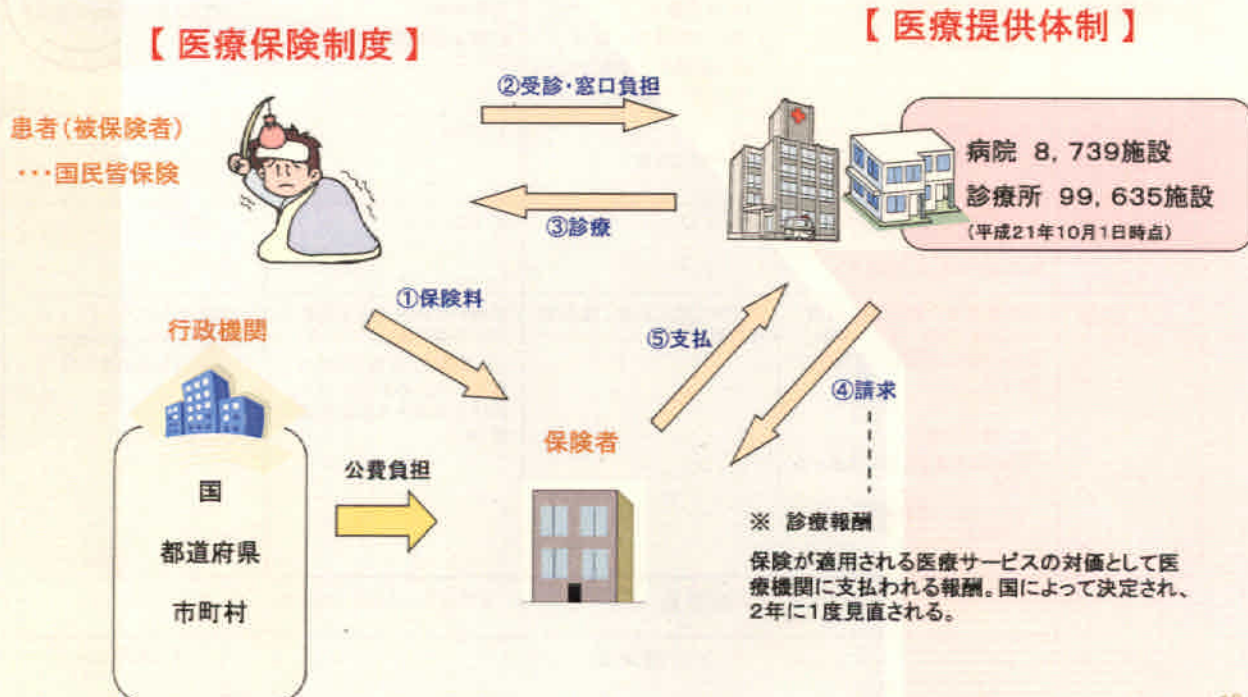 【 医療保険制度 】
【 医療提供体制 】
患者(被保険者)
・・・国民皆保険
②受診・窓口負担
③診療
病院 8, 739施設
診療所 99, 635施設
(平成21年10月1日時点)
①保険料
⑤支払
④請求
行政機関
国
都道府県
市町村
公費負担
保険者
※ 診療報酬
保険が適用される医療サービスの対価として医
療機関に支払われる報酬。国によって決定され、
2年に1度見直される。